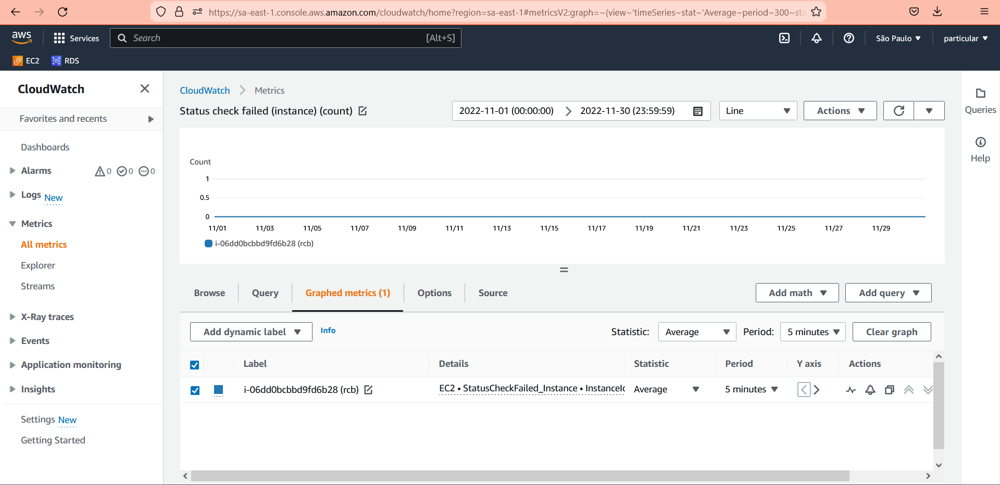 https://sa-east-1.console.aws.amazon.com/cloudwatch/home?region=sa-east-1#metricsV2:graph=~(view~'timeSeries~stat~'Average~period~300~sta
aws
Services
Search
[Alt+S]
São Paulo
particular
EC2
RDS
CloudWatch
Favorites and recents
Dashboards
Alarms
0
0
0
Logs New
Metrics
All metrics
Explorer
Streams
X-Ray traces
Events
Application monitoring
Insights
Settings New
Getting Started
CloudWatch
Metrics
Status check failed (instance) (count)
2022-11-01 (00:00:00)
2022-11-30 (23:59:59)
Line
Actions
Count
1
0.5
0
11/01 11/03 11/05 11/07 11/09 11/11 11/13 11/15 11/17 11/19 11/21 11/23 11/25 11/27 11/29
i-06dd0bcbbd9fd6b28 (rcb)
Browse
Query
Graphed metrics (1)
Options
Source
Add math
Add query
Add dynamic label
Info
Statistic:
Average
Period:
5 minutes
Clear graph
Label
Details
Statistic
Period
Y axis
Actions
i-06dd0bcbbd9fd6b28 (rcb)
EC2 • StatusCheckFailed_Instance • InstanceId
Average
5 minutes
Queries
Help